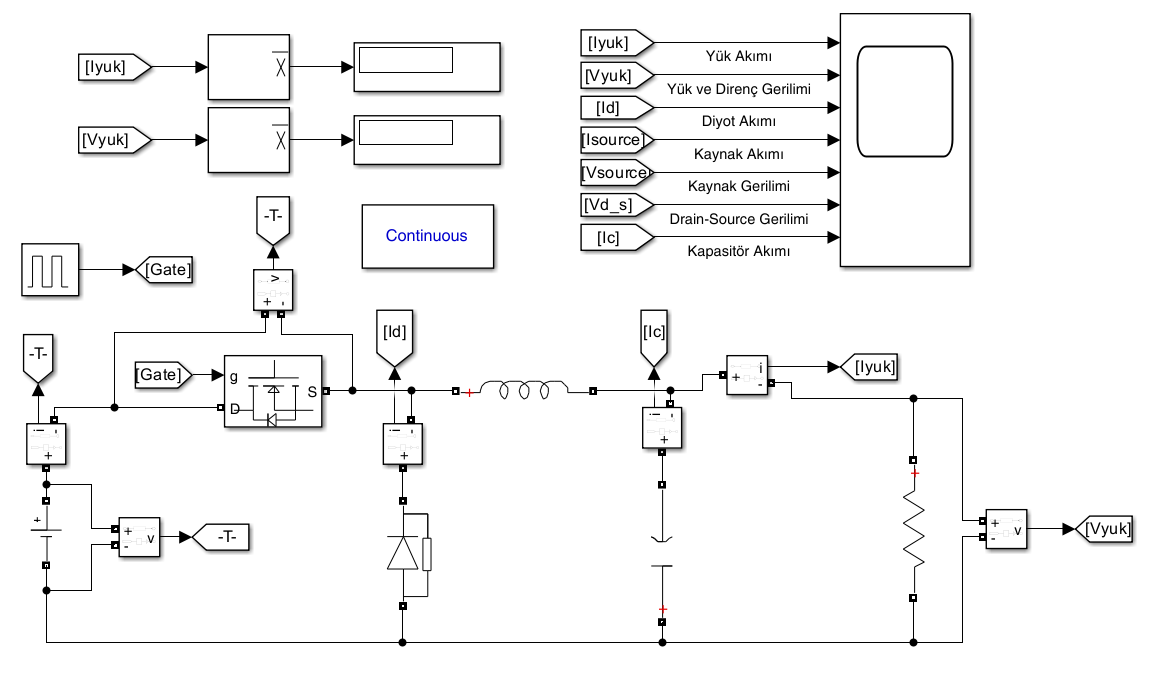 [Iyuk]
X
[Vyuk]
X
[Iyuk]
Yük Akımı
[Vyuk]
Yük ve Direnç Gerilimi
[Id]
Diyot Akımı
[Isource]
Kaynak Akımı
[Vsource]
Kaynak Gerilimi
[Vd_s]
Drain-Source Gerilimi
[Ic]
Kapasitör Akımı
-T-
Continuous
[Gate]
v
+ -
-T-
[Id]
[Ic]
[Gate]
g
D
S
i
+ -
[Iyuk]
i -
+
i -
+
i -
+
+
+
- v
-T-
+
- v
[Vyuk]